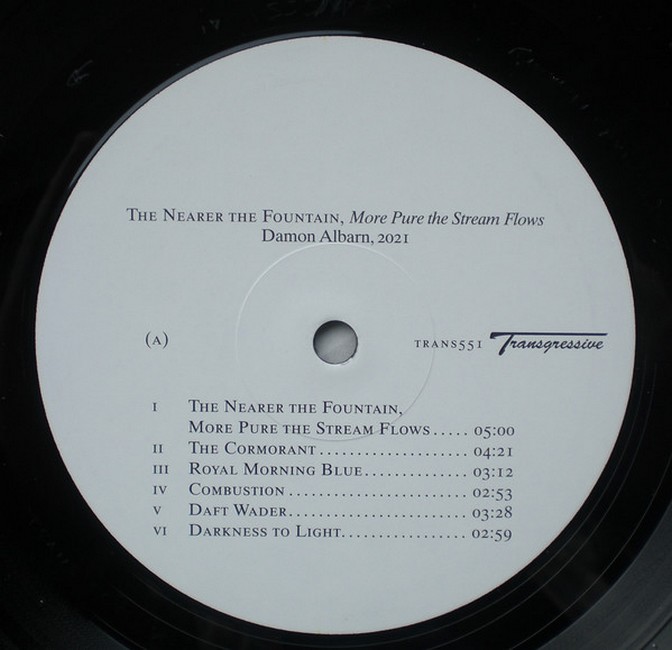 The Nearer the Fountain, More Pure the Stream Flows
Damon Albarn, 2021
(A)
TRANS551 Transgressive
I The Nearer the Fountain,
More Pure the Stream Flows..... 05:00
II The Cormorant.................... 04:21
III Royal Morning Blue.............. 03:12
IV Combustion........................ 02:53
V Daft Wader........................ 03:28
VI Darkness to Light................. 02:59